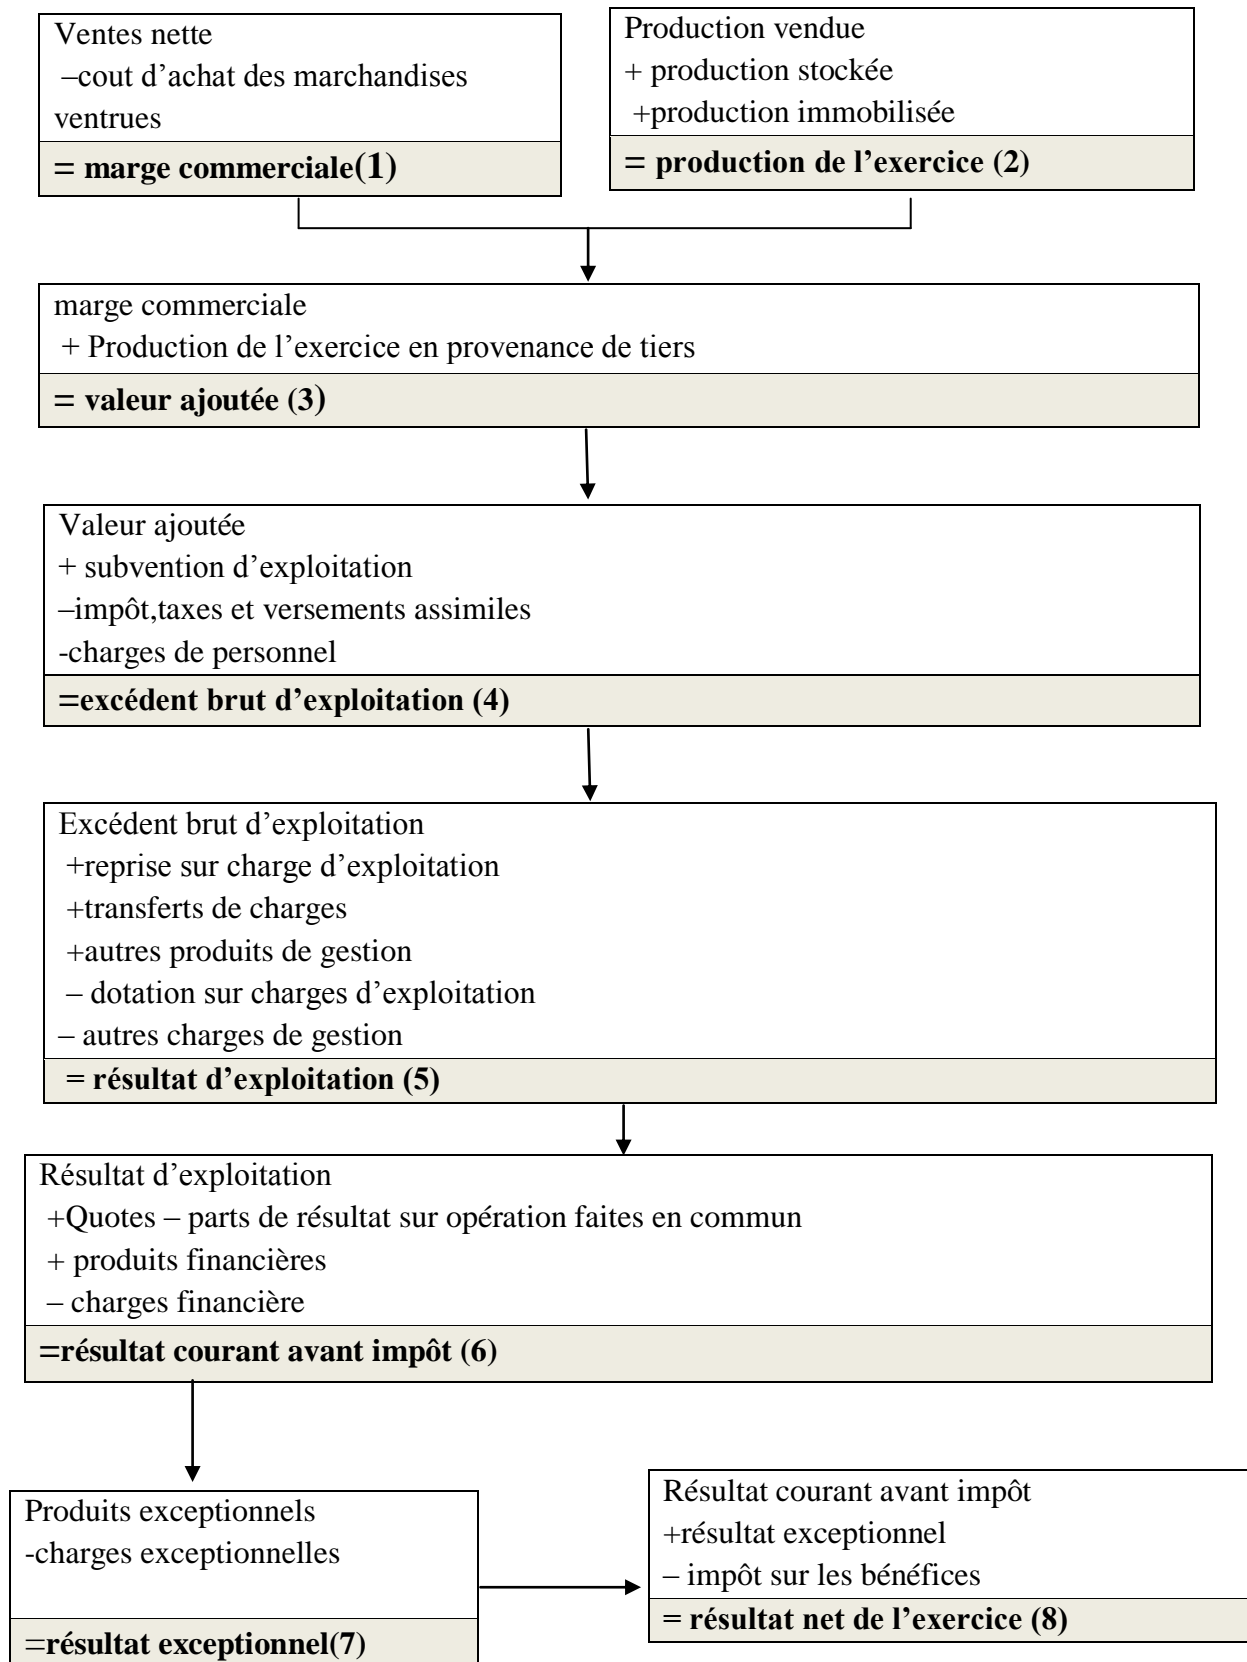 Ventes nette
–cout d’achat des marchandises
ventrues
= marge commerciale(1)
Production vendue
+ production stockée
+production immobilisée
= production de l’exercice (2)
marge commerciale
+ Production de l’exercice en provenance de tiers
= valeur ajoutée (3)
Valeur ajoutée
+ subvention d’exploitation
–impôt,taxes et versements assimiles
-charges de personnel
=excédent brut d’exploitation (4)
Excédent brut d’exploitation
+reprise sur charge d’exploitation
+transferts de charges
+autres produits de gestion
– dotation sur charges d’exploitation
– autres charges de gestion
= résultat d’exploitation (5)
Résultat d’exploitation
+Quotes – parts de résultat sur opération faites en commun
+ produits financières
– charges financière
=résultat courant avant impôt (6)
Produits exceptionnels
-charges exceptionnelles
=résultat exceptionnel(7)
Résultat courant avant impôt
+résultat exceptionnel
– impôt sur les bénéfices
= résultat net de l’exercice (8)